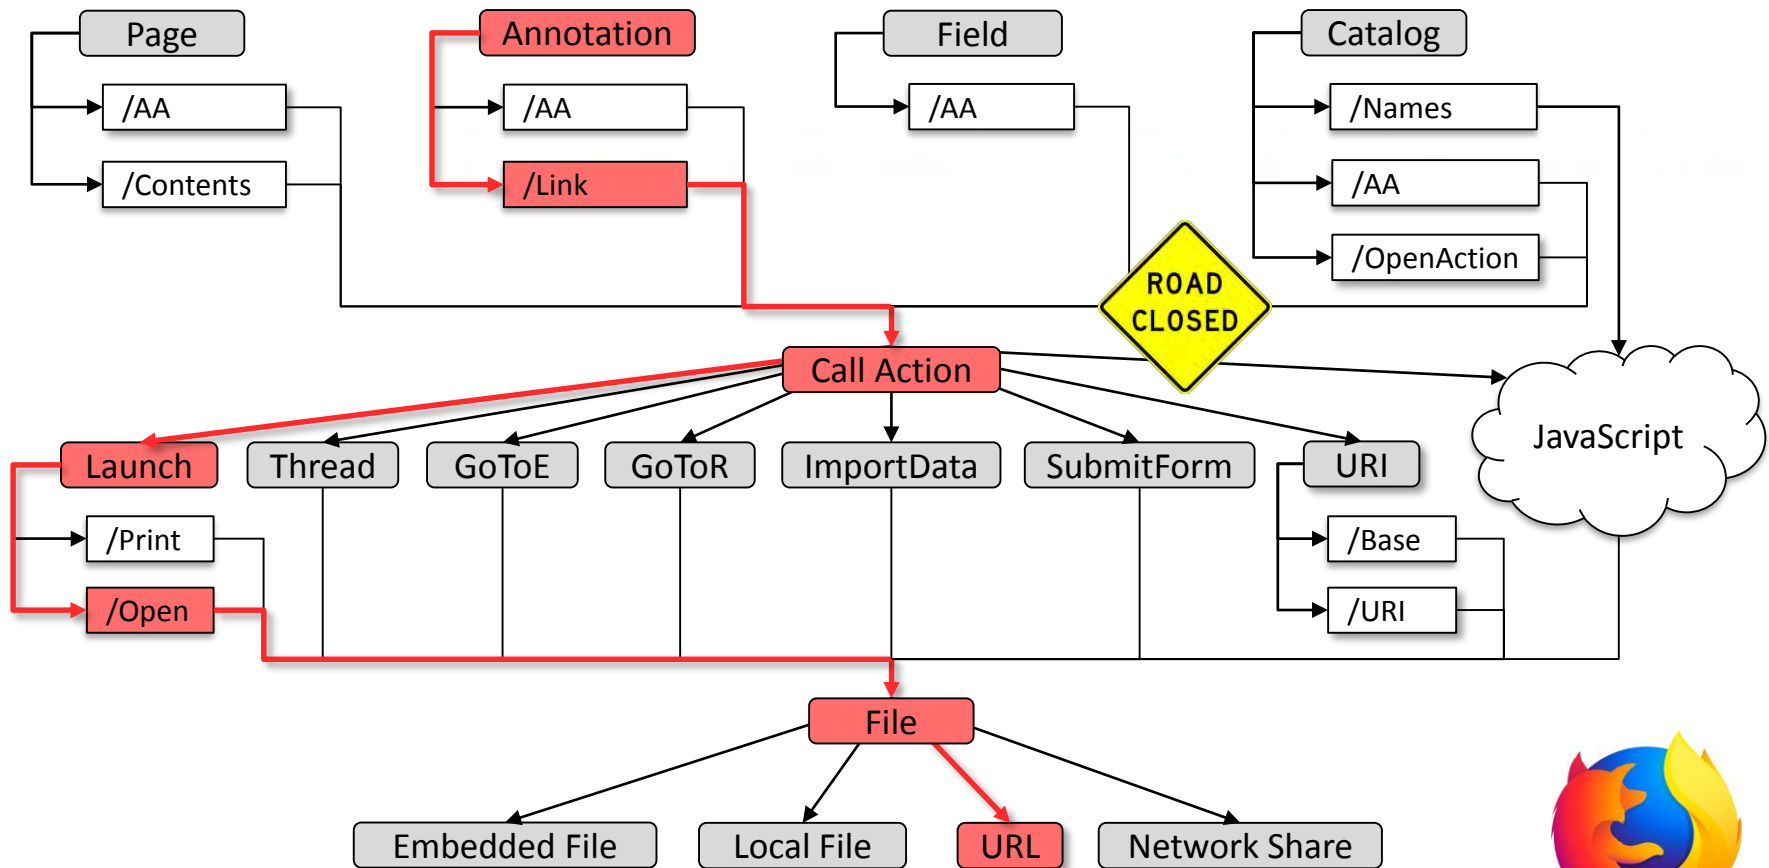 Page
Annotation
Field
Catalog
/AA
/AA
/AA
/Names
/Contents
/Link
/AA
/OpenAction
ROAD
CLOSED
Call Action
JavaScript
Launch
Thread
GoToE
GoToR
ImportData
SubmitForm
URI
/Print
/Base
/Open
/URI
File
Embedded File
Local File
URL
Network Share